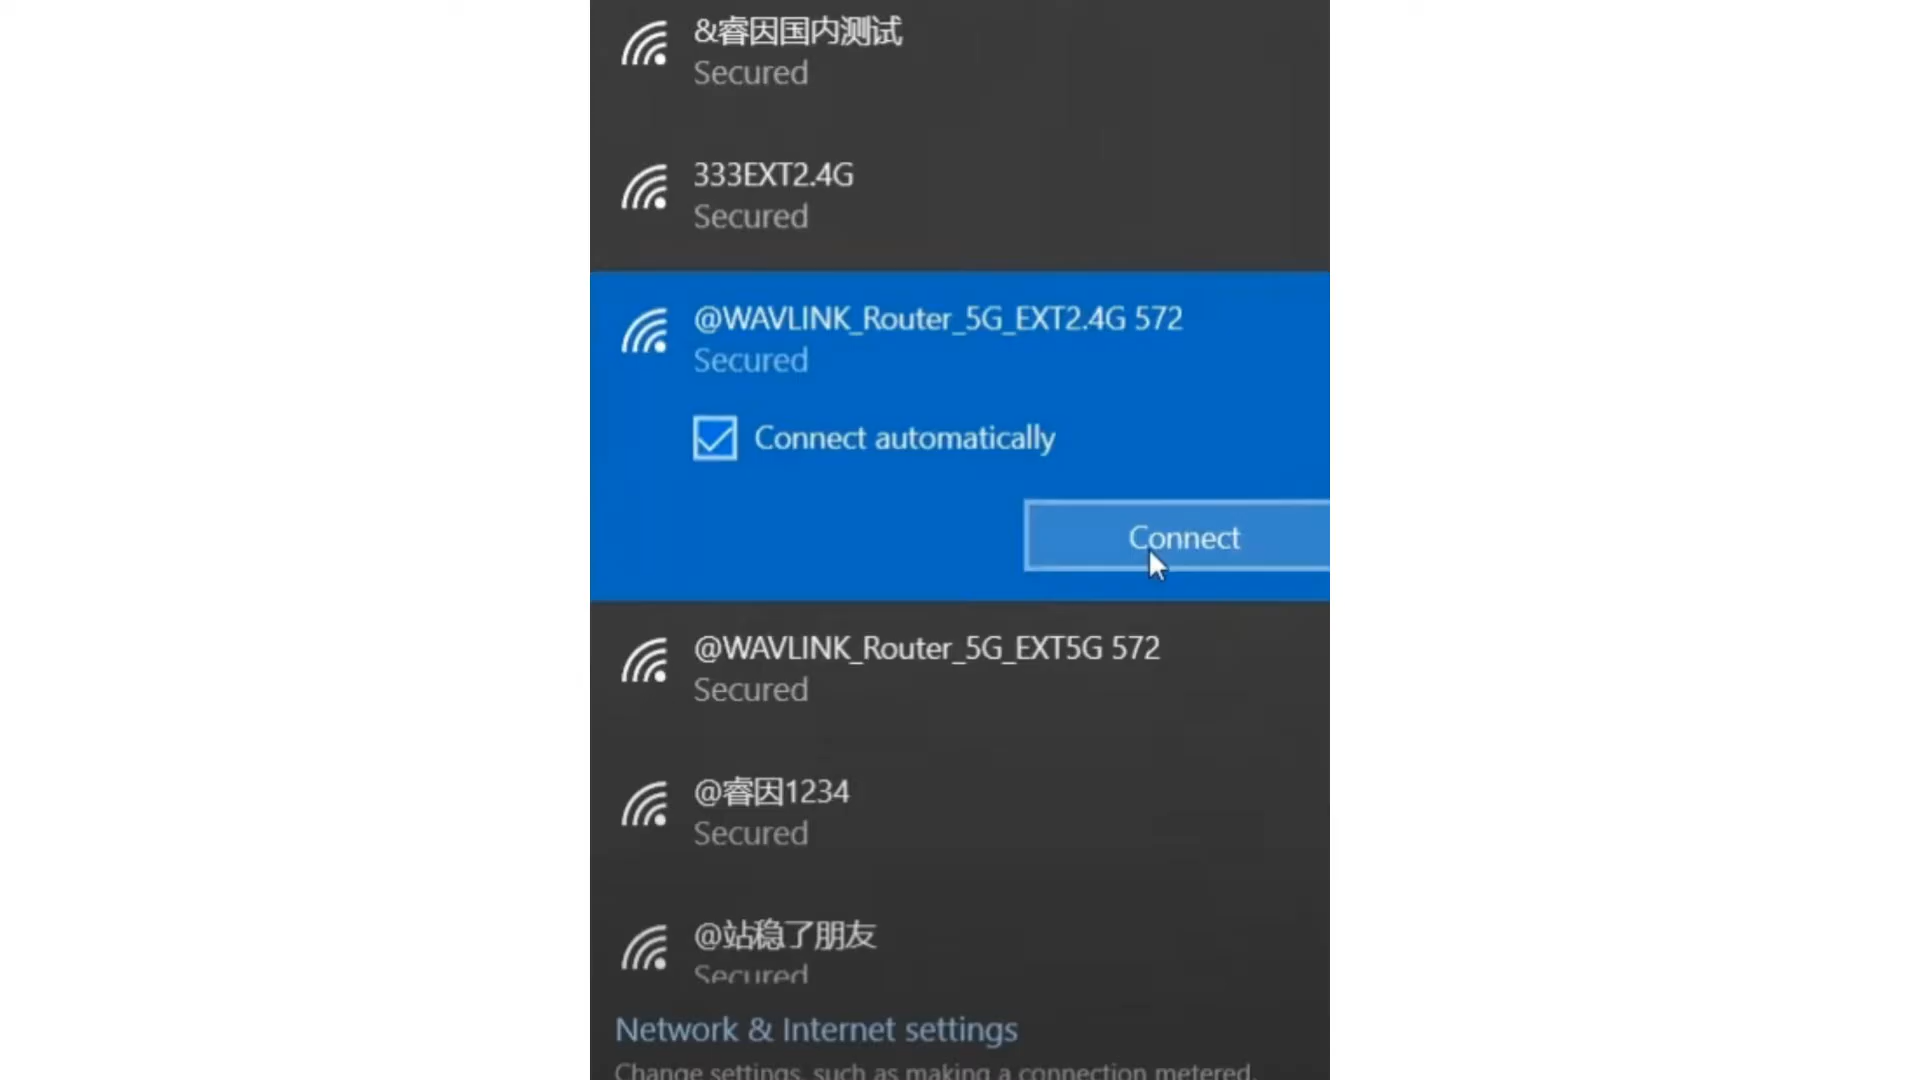 &睿因国内测试
Secured
333EXT2.4G
Secured
@WAVLINK_Router_5G_EXT2.4G 572
Secured
Connect automatically
Connect
@WAVLINK_Router_5G_EXT5G 572
Secured
@睿因1234
Secured
@站稳了朋友
Secured
Network & Internet settings
Change settings, such as making a connection metered.